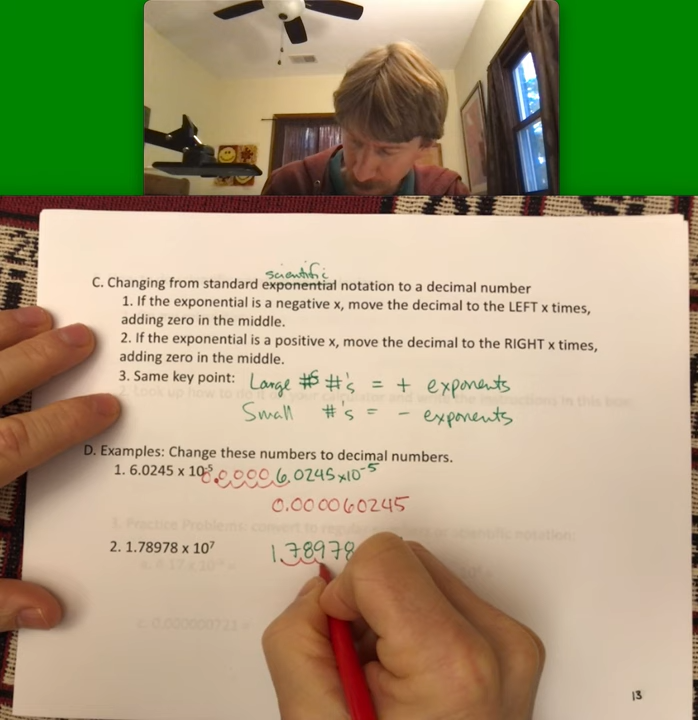 scientific
C. Changing from standard exponential notation to a decimal number
1. If the exponential is a negative x, move the decimal to the LEFT x times,
adding zero in the middle.
2. If the exponential is a positive x, move the decimal to the RIGHT x times,
adding zero in the middle.
3. Same key point: Large #'s = + exponents
Small #'s = - exponents
D. Examples: Change these numbers to decimal numbers.
1. 6.0245 x 10⁻⁵ 0.00006.0245x10⁻⁵
0.000060245
2. 1.78978 x 10⁷ 1.78978
13